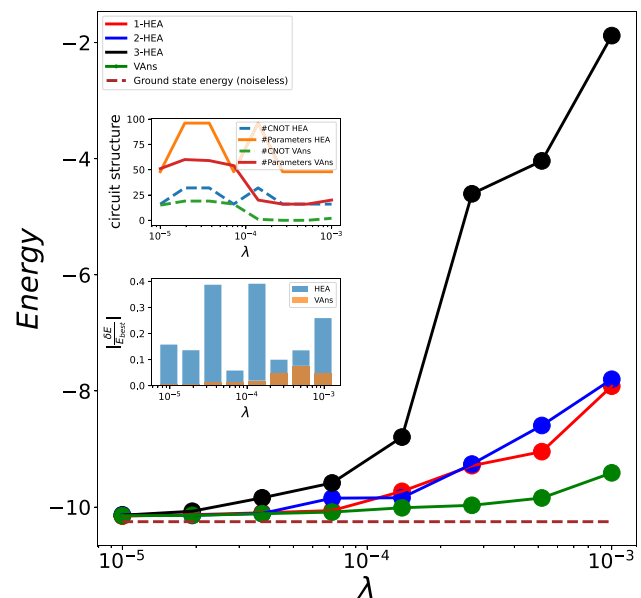 1-HEA
2-HEA
3-HEA
VAns
Ground state energy (noiseless)
Energy
−2
−4
−6
−8
−10
10⁻⁵
10⁻⁴
10⁻³
λ
circuit structure
100
75
50
25
0
#CNOT HEA
#Parameters HEA
#CNOT VAns
#Parameters VAns
10⁻⁵
10⁻⁴
10⁻³
λ
|δE/E_best|
0.4
0.3
0.2
0,1
0.0
HEA
VAns
10⁻⁵
10⁻⁴
10⁻³
λ